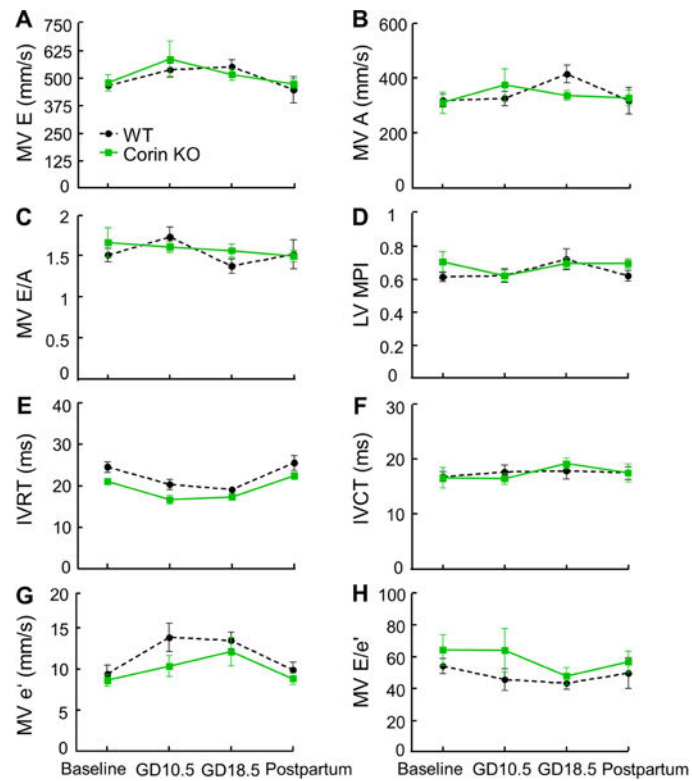 A
MV E (mm/s)
750
625
500
375
250
125
0
WT
Corin KO
B
MV A (mm/s)
600
400
200
0
C
MV E/A
2
1.5
1
0.5
0
D
LV MPI
1
0.8
0.6
0.4
0.2
0
E
IVRT (ms)
40
30
20
10
0
F
IVCT (ms)
30
20
10
0
G
MV e' (mm/s)
20
15
10
5
0
Baseline GD10.5 GD18.5 Postpartum
H
MV E/e'
100
80
60
40
20
0
Baseline GD10.5 GD18.5 Postpartum